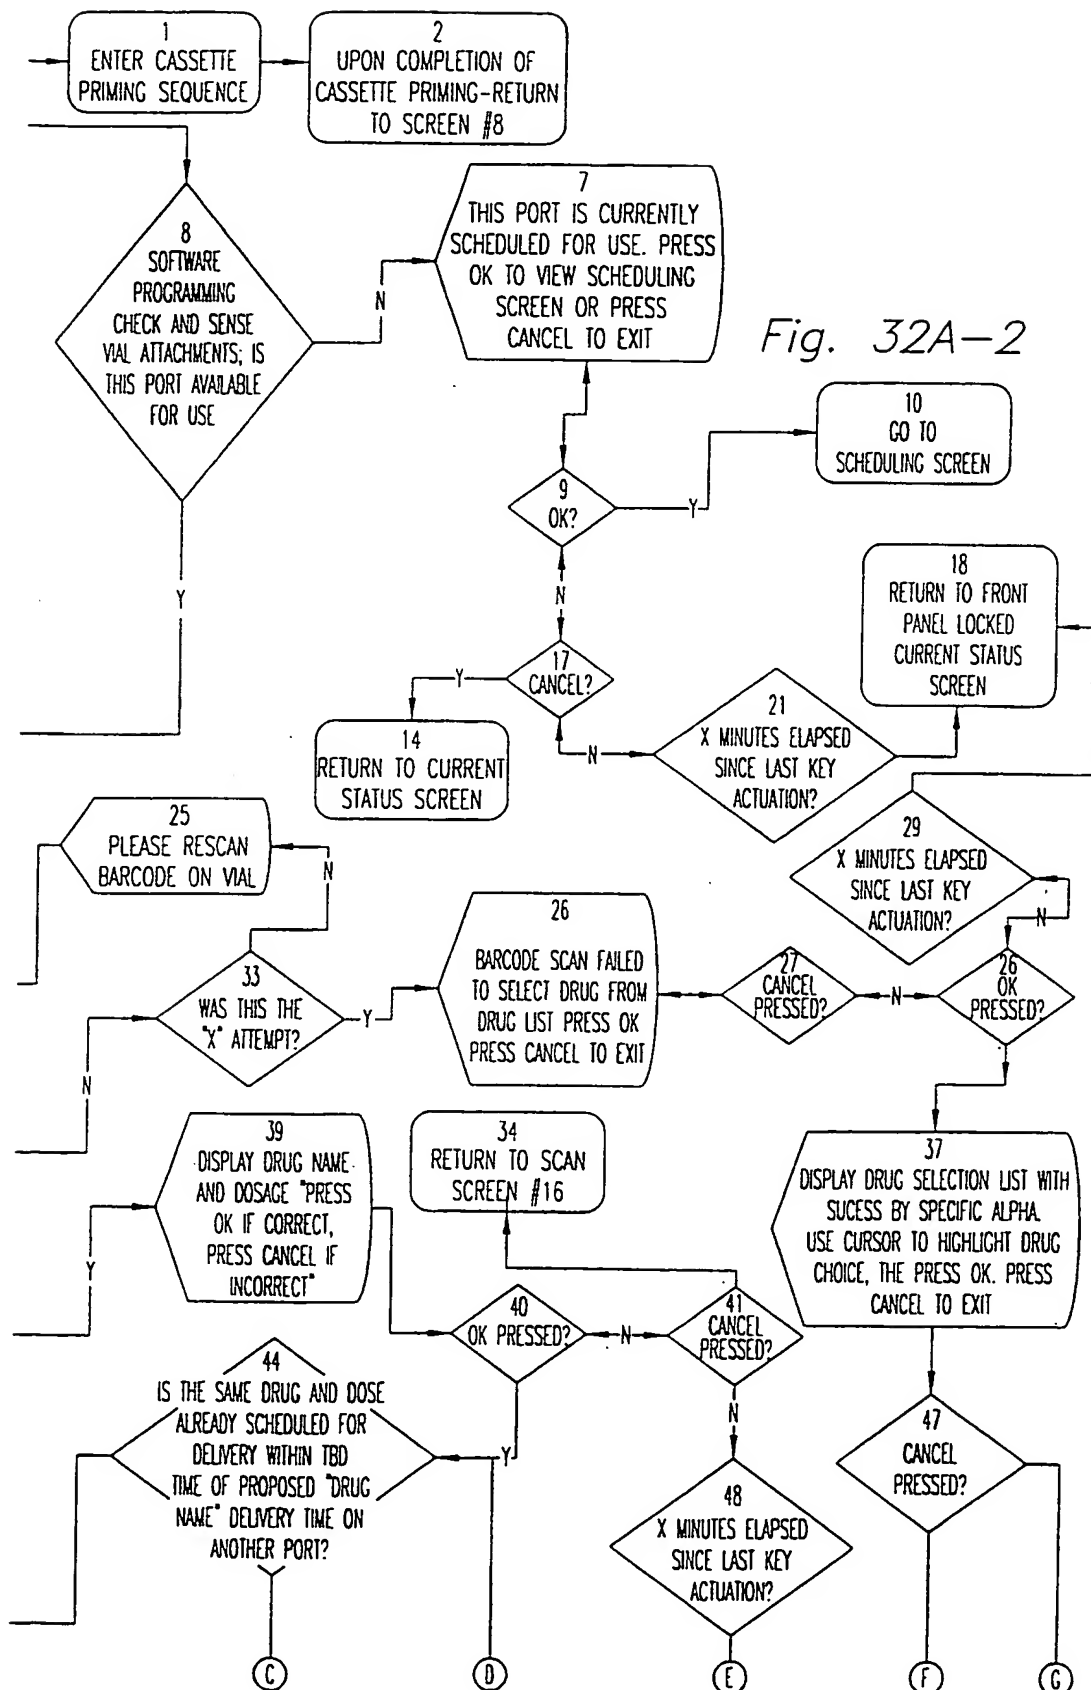 1
ENTER CASSETTE
PRIMING SEQUENCE
2
UPON COMPLETION OF
CASSETTE PRIMING-RETURN
TO SCREEN #8
8
SOFTWARE
PROGRAMMING
CHECK AND SENSE
VIAL ATTACHMENTS; IS
THIS PORT AVAILABLE
FOR USE
N
Y
7
THIS PORT IS CURRENTLY
SCHEDULED FOR USE. PRESS
OK TO VIEW SCHEDULING
SCREEN OR PRESS
CANCEL TO EXIT
Fig. 32A-2
9
OK?
Y
N
10
GO TO
SCHEDULING SCREEN
17
CANCEL?
Y
N
14
RETURN TO CURRENT
STATUS SCREEN
18
RETURN TO FRONT
PANEL LOCKED
CURRENT STATUS
SCREEN
21
X MINUTES ELAPSED
SINCE LAST KEY
ACTUATION?
25
PLEASE RESCAN
BARCODE ON VIAL
N
29
X MINUTES ELAPSED
SINCE LAST KEY
ACTUATION?
N
33
WAS THIS THE
"X" ATTEMPT?
Y
N
26
BARCODE SCAN FAILED
TO SELECT DRUG FROM
DRUG LIST PRESS OK
PRESS CANCEL TO EXIT
27
CANCEL
PRESSED?
N
26
OK
PRESSED?
39
DISPLAY DRUG NAME
AND DOSAGE "PRESS
OK IF CORRECT,
PRESS CANCEL IF
INCORRECT"
Y
34
RETURN TO SCAN
SCREEN #16
37
DISPLAY DRUG SELECTION LIST WITH
SUCESS BY SPECIFIC ALPHA.
USE CURSOR TO HIGHLIGHT DRUG
CHOICE, THE PRESS OK. PRESS
CANCEL TO EXIT
40
OK PRESSED?
N
41
CANCEL
PRESSED?
Y
N
44
IS THE SAME DRUG AND DOSE
ALREADY SCHEDULED FOR
DELIVERY WITHIN TBD
TIME OF PROPOSED "DRUG
NAME" DELIVERY TIME ON
ANOTHER PORT?
Y
47
CANCEL
PRESSED?
48
X MINUTES ELAPSED
SINCE LAST KEY
ACTUATION?
C
D
E
F
G